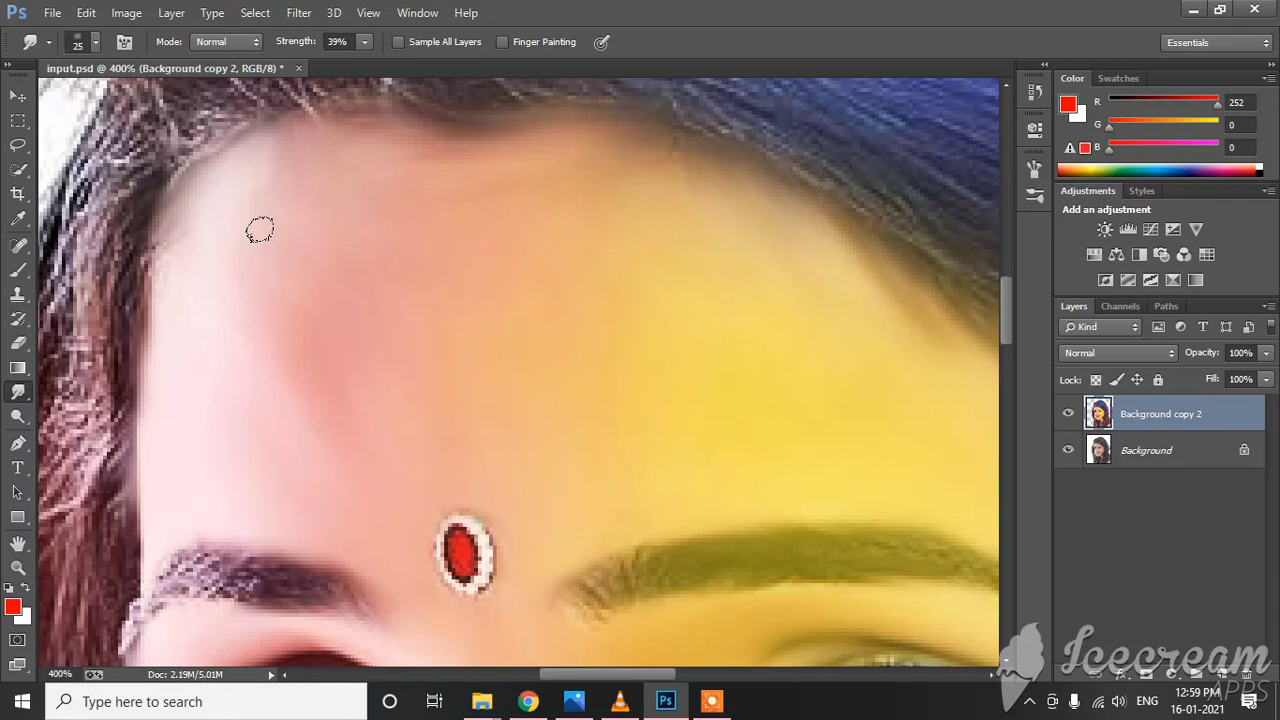 Ps File Edit Image Layer Type Select Filter 3D View Window Help
25 Mode: Normal Strength: 39% Sample All Layers Finger Painting Essentials
input.psd @ 400% (Background copy 2, RGB/8) * ×
Color Swatches
R 252
G 0
B 0
Adjustments Styles
Add an adjustment
Layers Channels Paths
Kind
Normal Opacity: 100%
Lock: Fill: 100%
Background copy 2
Background
400% Doc: 2.19M/5.01M
Icecream
APPS
Type here to search
Ps
ENG
12:59 PM
16-01-2021